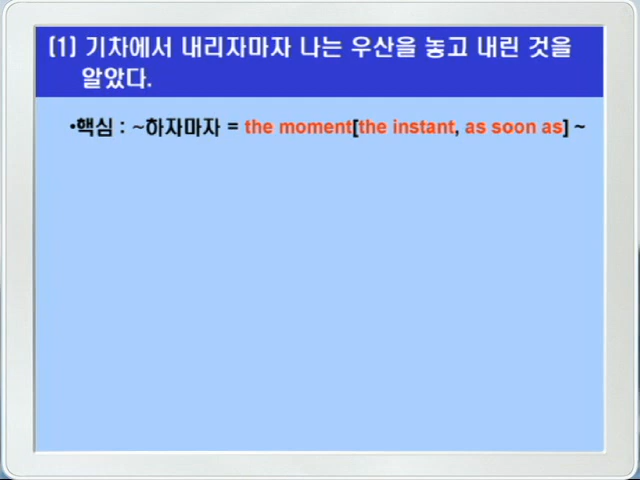 (1) 기차에서 내리자마자 나는 우산을 놓고 내린 것을
알았다.
•핵심 : ~하자마자 = the moment[the instant, as soon as] ~